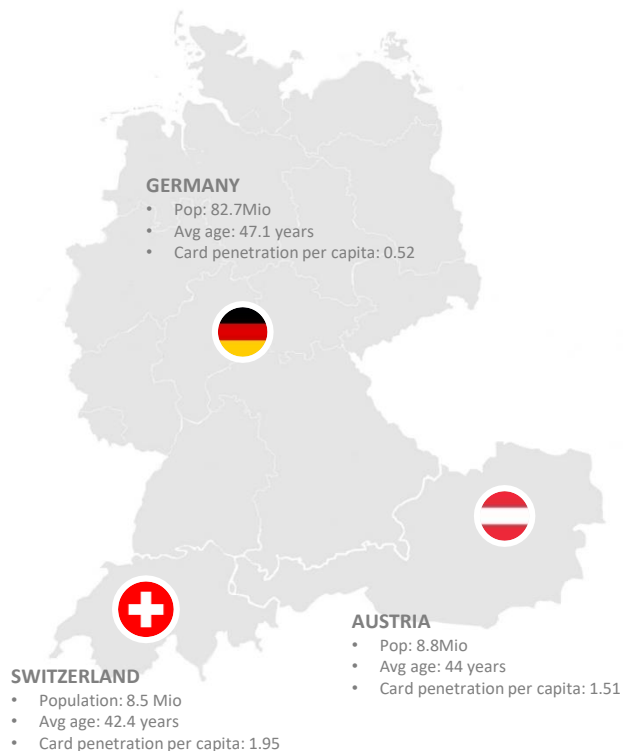 GERMANY
• Pop: 82.7Mio
• Avg age: 47.1 years
• Card penetration per capita: 0.52
AUSTRIA
• Pop: 8.8Mio
• Avg age: 44 years
• Card penetration per capita: 1.51
SWITZERLAND
• Population: 8.5 Mio
• Avg age: 42.4 years
• Card penetration per capita: 1.95